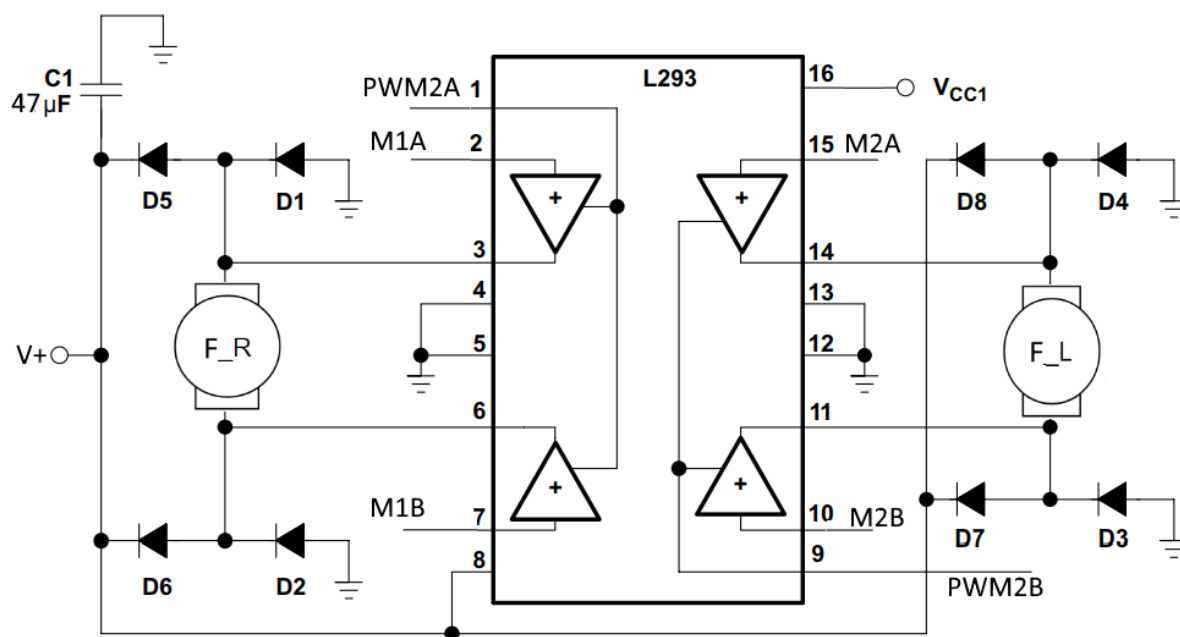 L293
C1
47µF
PWM2A
1
16
VCC1
M1A
2
15
M2A
D5
D1
D8
D4
3
14
4
13
V+
F_R
5
12
F_L
6
11
M1B
7
10
M2B
D7
D3
8
9
D6
D2
PWM2B
+
+
+
+